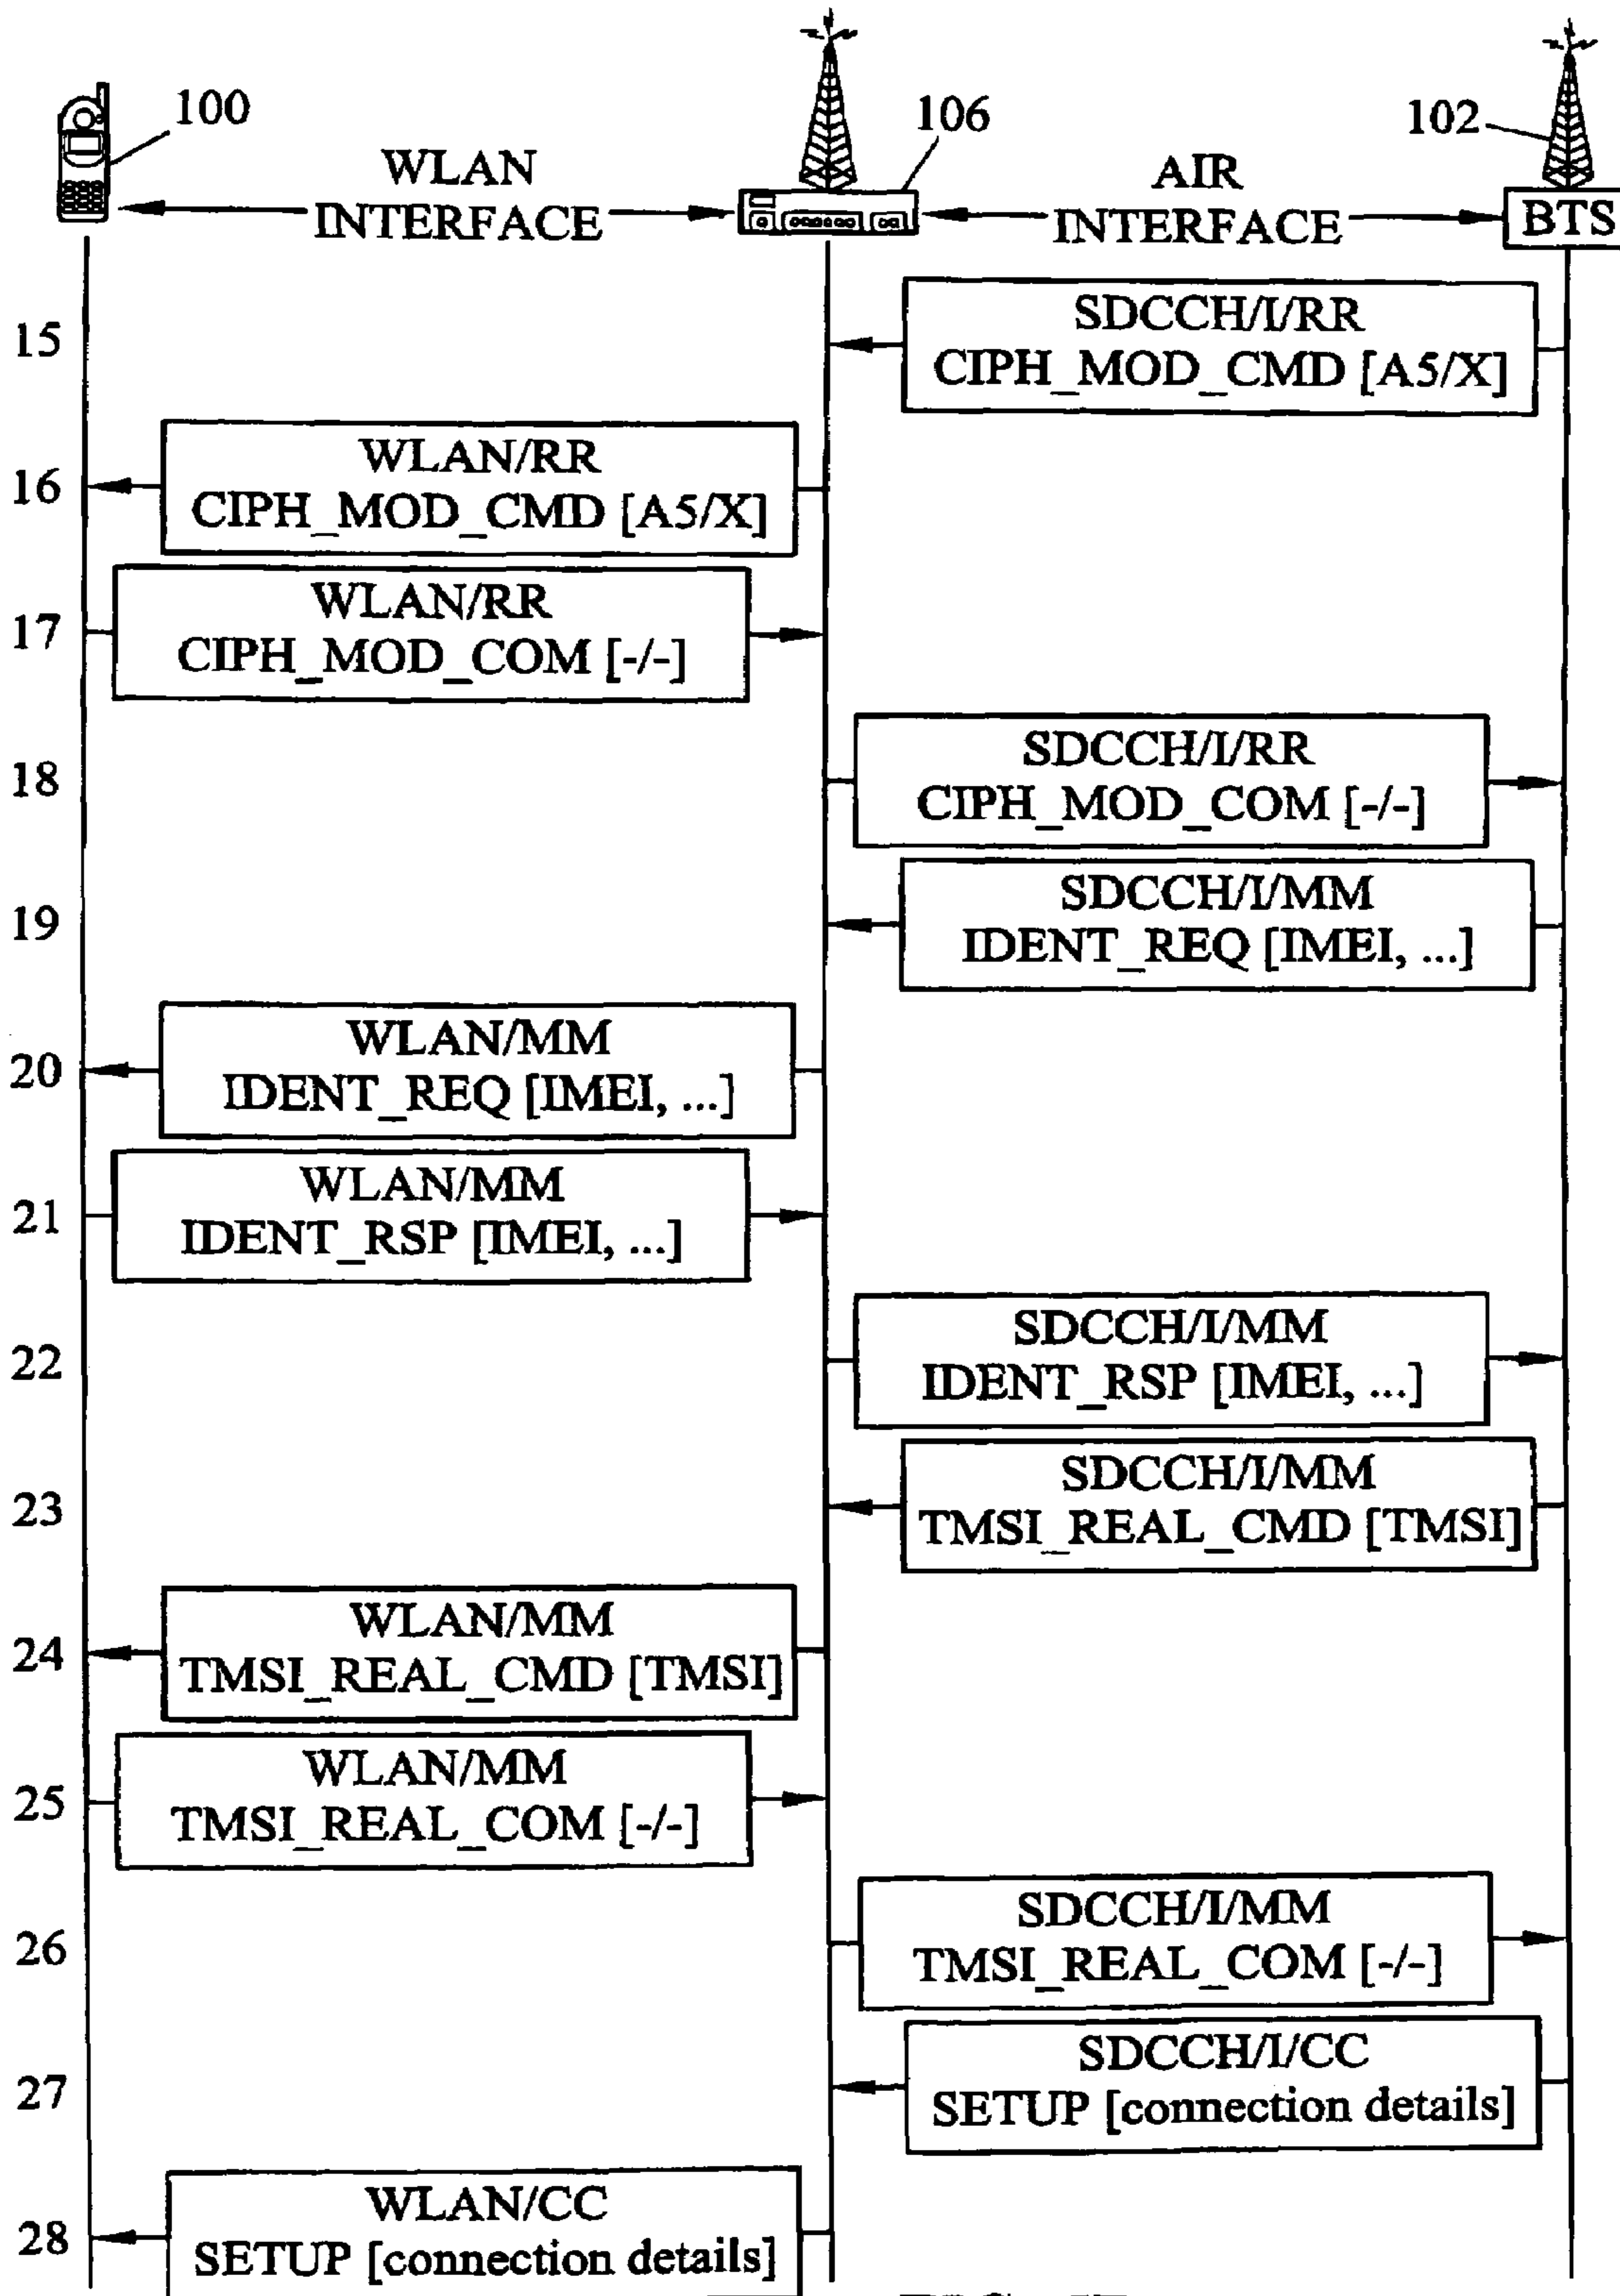 100
106
102
WLAN
INTERFACE
AIR
INTERFACE
BTS
15
SDCCH/I/RR
CIPH_MOD_CMD [A5/X]
16
WLAN/RR
CIPH_MOD_CMD [A5/X]
17
WLAN/RR
CIPH_MOD_COM [-/-]
18
SDCCH/I/RR
CIPH_MOD_COM [-/-]
19
SDCCH/I/MM
IDENT_REQ [IMEI, ...]
20
WLAN/MM
IDENT_REQ [IMEI, ...]
21
WLAN/MM
IDENT_RSP [IMEI, ...]
22
SDCCH/I/MM
IDENT_RSP [IMEI, ...]
23
SDCCH/I/MM
TMSI_REAL_CMD [TMSI]
24
WLAN/MM
TMSI_REAL_CMD [TMSI]
25
WLAN/MM
TMSI_REAL_COM [-/-]
26
SDCCH/I/MM
TMSI_REAL_COM [-/-]
27
SDCCH/I/CC
SETUP [connection details]
28
WLAN/CC
SETUP [connection details]